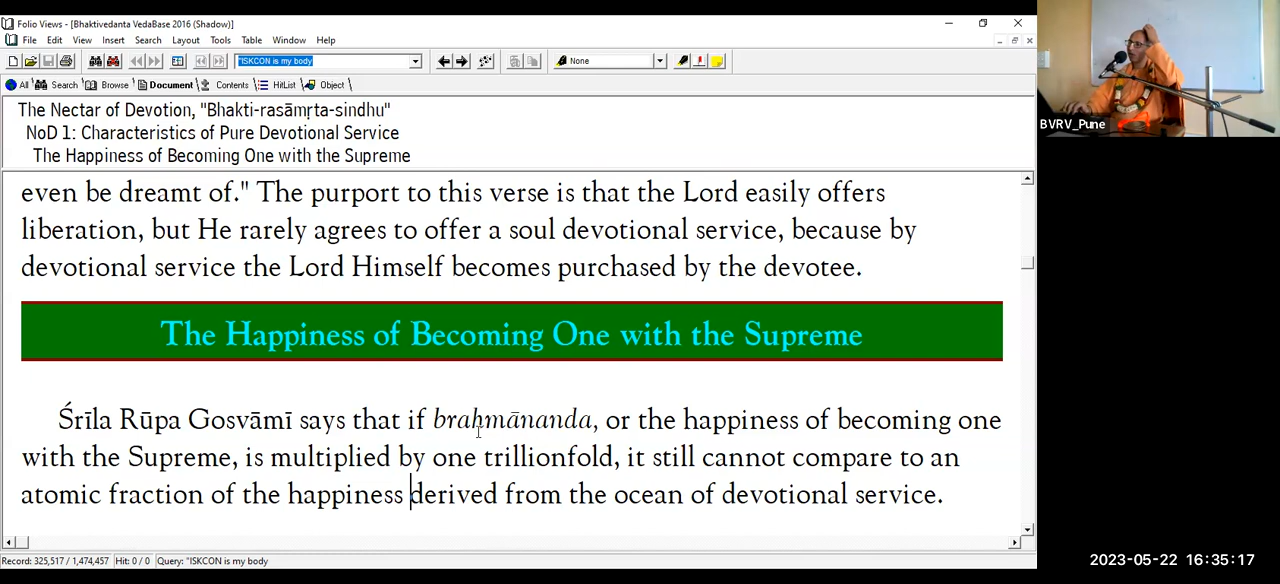 Folio Views - [Bhaktivedanta VedaBase 2016 (Shadow)]
File Edit View Insert Search Layout Tools Table Window Help
"ISKCON is my body
None
All Search Browse Document Contents HitList Object
The Nectar of Devotion, "Bhakti-rasāmṛta-sindhu"
NoD 1: Characteristics of Pure Devotional Service
The Happiness of Becoming One with the Supreme
even be dreamt of." The purport to this verse is that the Lord easily offers
liberation, but He rarely agrees to offer a soul devotional service, because by
devotional service the Lord Himself becomes purchased by the devotee.
The Happiness of Becoming One with the Supreme
Śrīla Rūpa Gosvāmī says that if brahmānanda, or the happiness of becoming one
with the Supreme, is multiplied by one trillionfold, it still cannot compare to an
atomic fraction of the happiness derived from the ocean of devotional service.
Record: 325,517 / 1,474,457 Hit: 0 / 0 Query: "ISKCON is my body
BVRV_Pune
2023-05-22 16:35:17